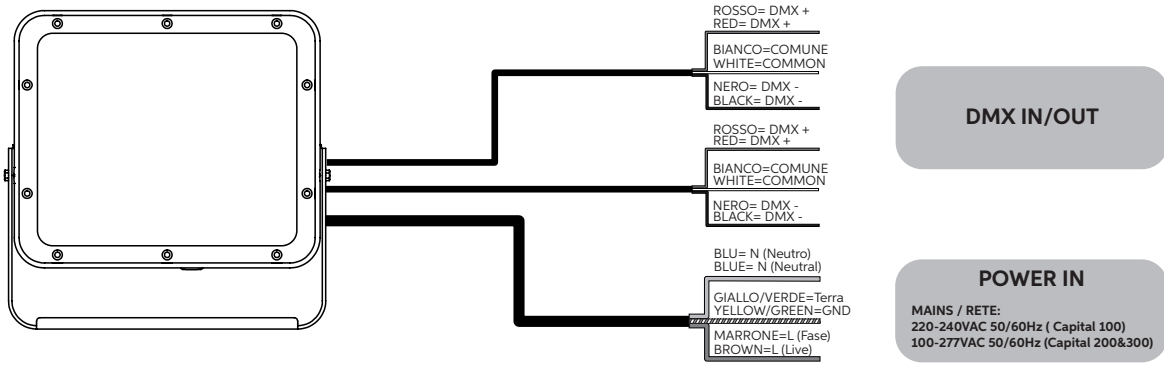 ROSSO= DMX +
RED= DMX +
BIANCO=COMUNE
WHITE=COMMON
NERO= DMX -
BLACK= DMX -
DMX IN/OUT
ROSSO= DMX +
RED= DMX +
BIANCO=COMUNE
WHITE=COMMON
NERO= DMX -
BLACK= DMX -
BLU= N (Neutro)
BLUE= N (Neutral)
GIALLO/VERDE=Terra
YELLOW/GREEN=GND
MARRONE=L (Fase)
BROWN=L (Live)
POWER IN
MAINS / RETE:
220-240VAC 50/60Hz ( Capital 100)
100-277VAC 50/60Hz (Capital 200&300)